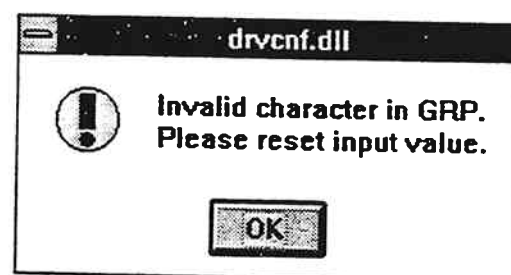 drvcnf.dll
Invalid character in GRP.
Please reset input value.
OK